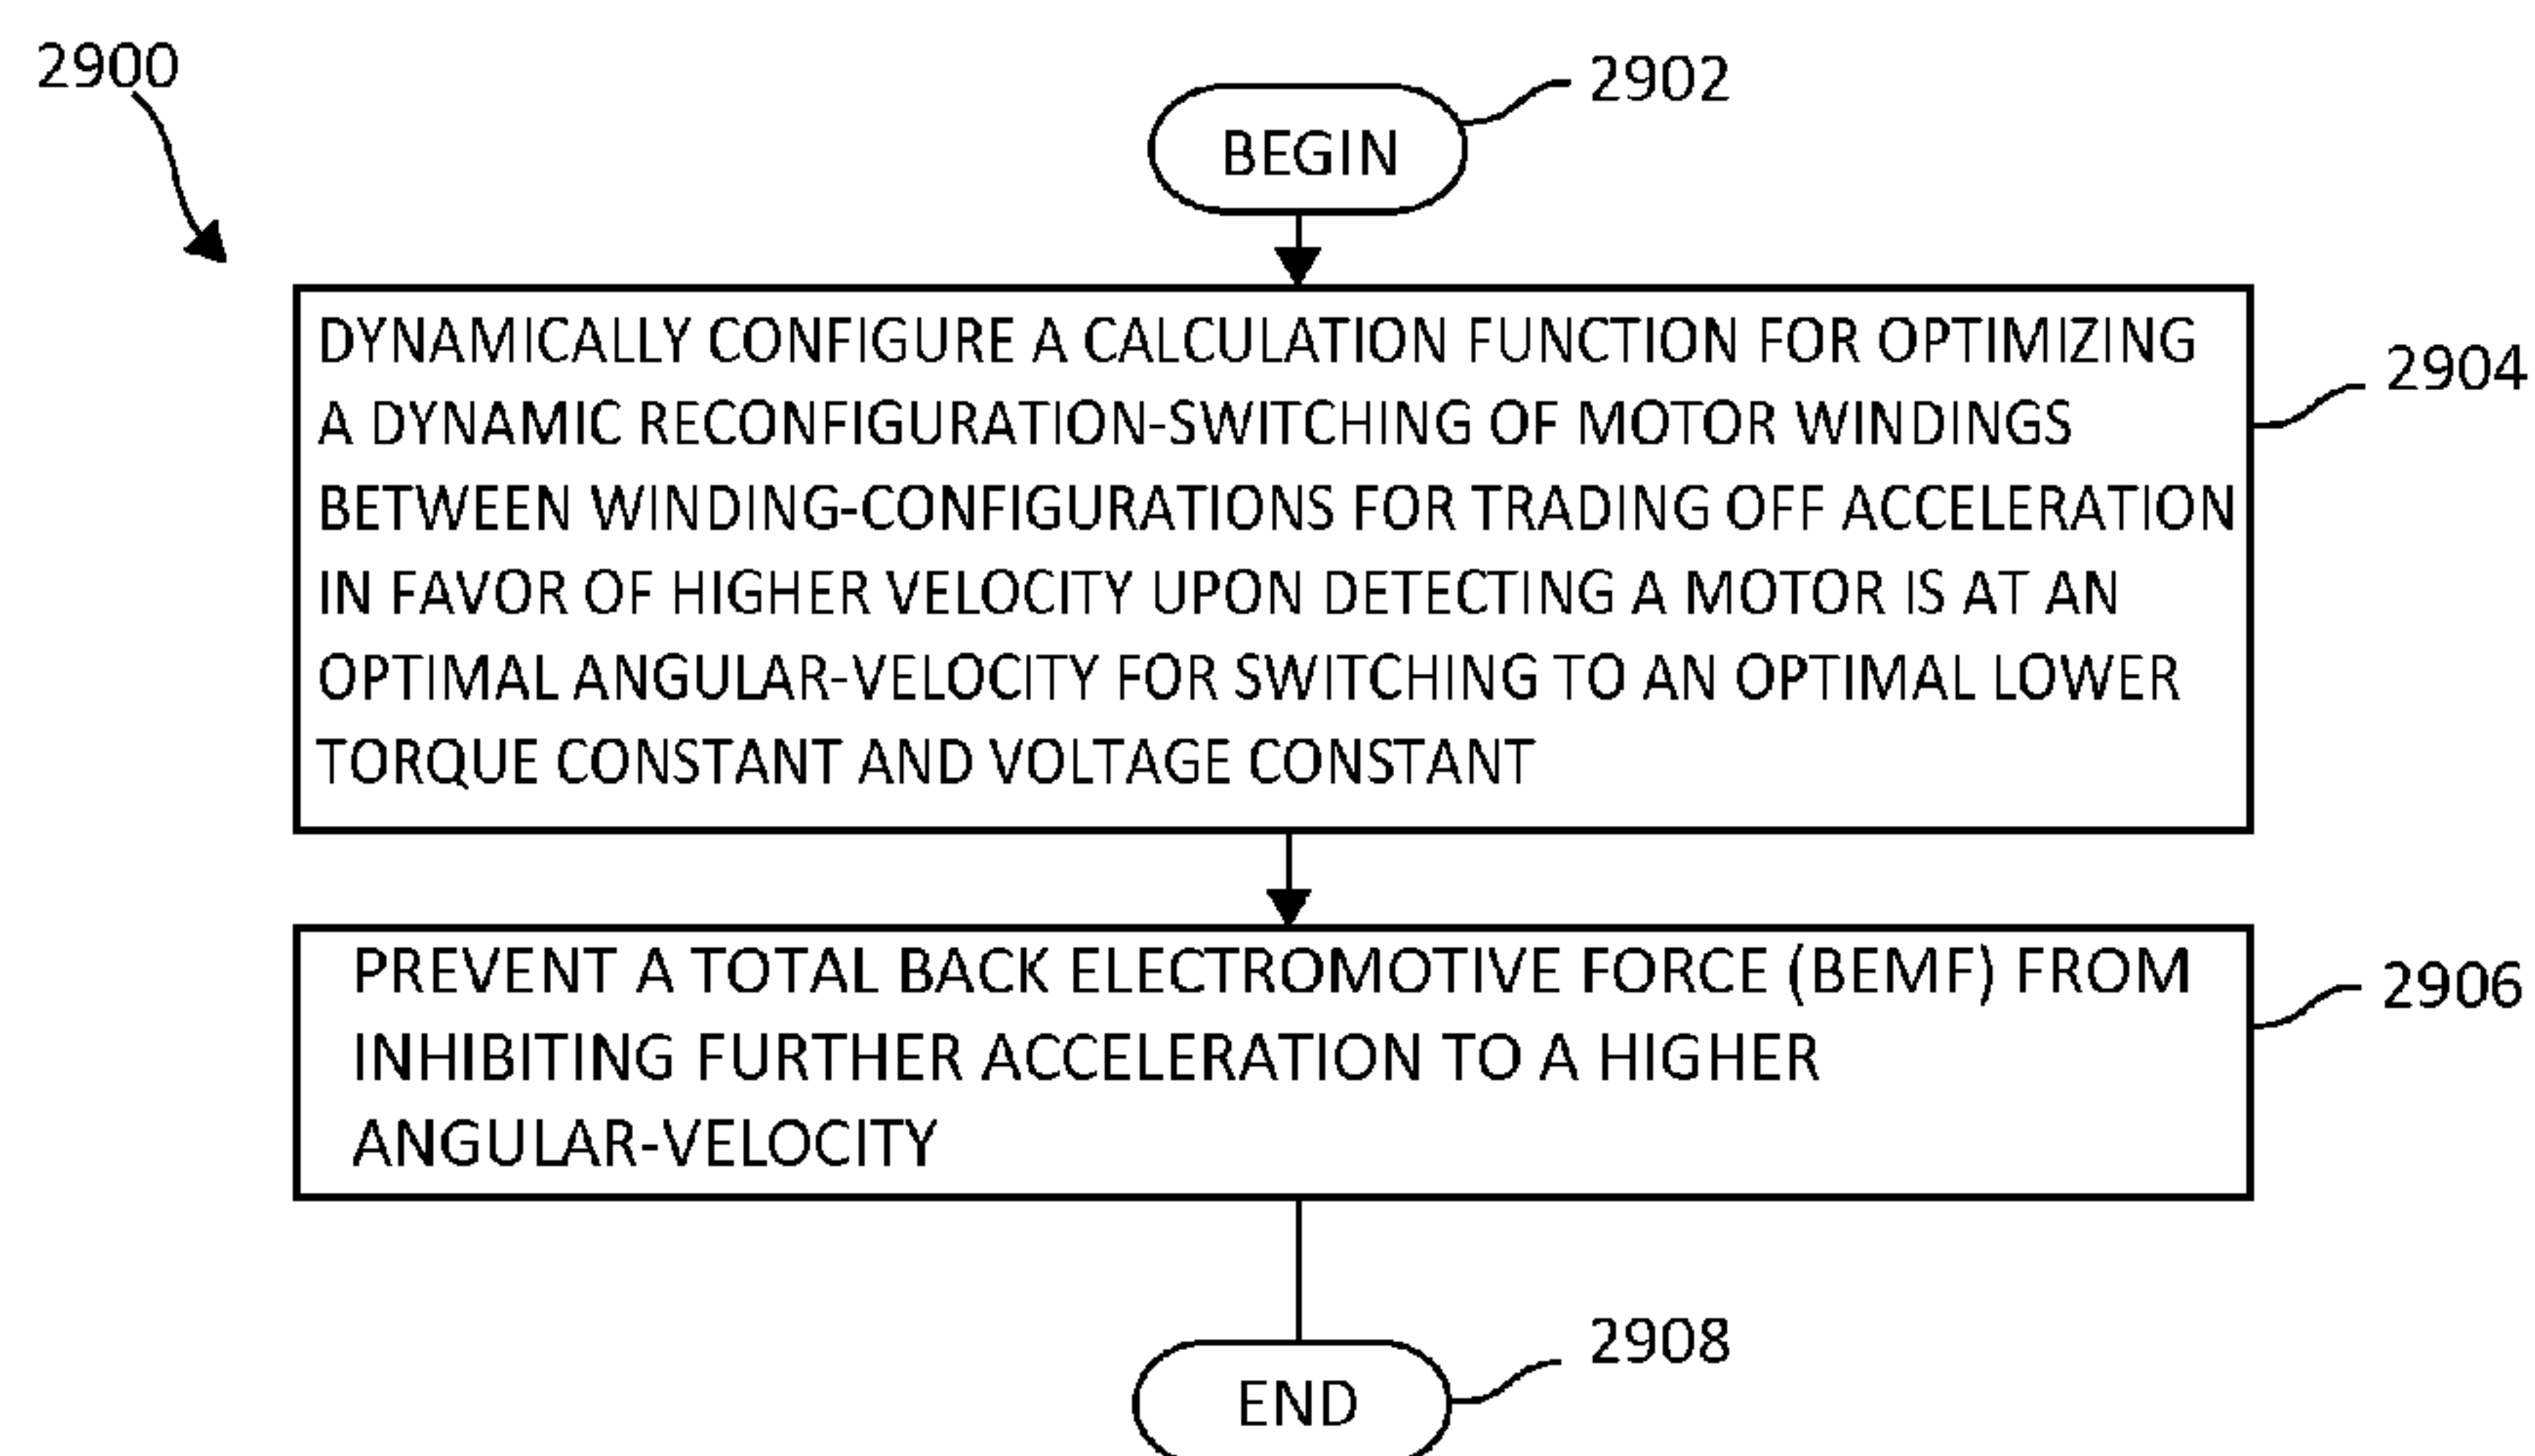 2900
2902
BEGIN
DYNAMICALLY CONFIGURE A CALCULATION FUNCTION FOR OPTIMIZING
A DYNAMIC RECONFIGURATION-SWITCHING OF MOTOR WINDINGS
BETWEEN WINDING-CONFIGURATIONS FOR TRADING OFF ACCELERATION
IN FAVOR OF HIGHER VELOCITY UPON DETECTING A MOTOR IS AT AN
OPTIMAL ANGULAR-VELOCITY FOR SWITCHING TO AN OPTIMAL LOWER
TORQUE CONSTANT AND VOLTAGE CONSTANT
2904
PREVENT A TOTAL BACK ELECTROMOTIVE FORCE (BEMF) FROM
INHIBITING FURTHER ACCELERATION TO A HIGHER
ANGULAR-VELOCITY
2906
2908
END